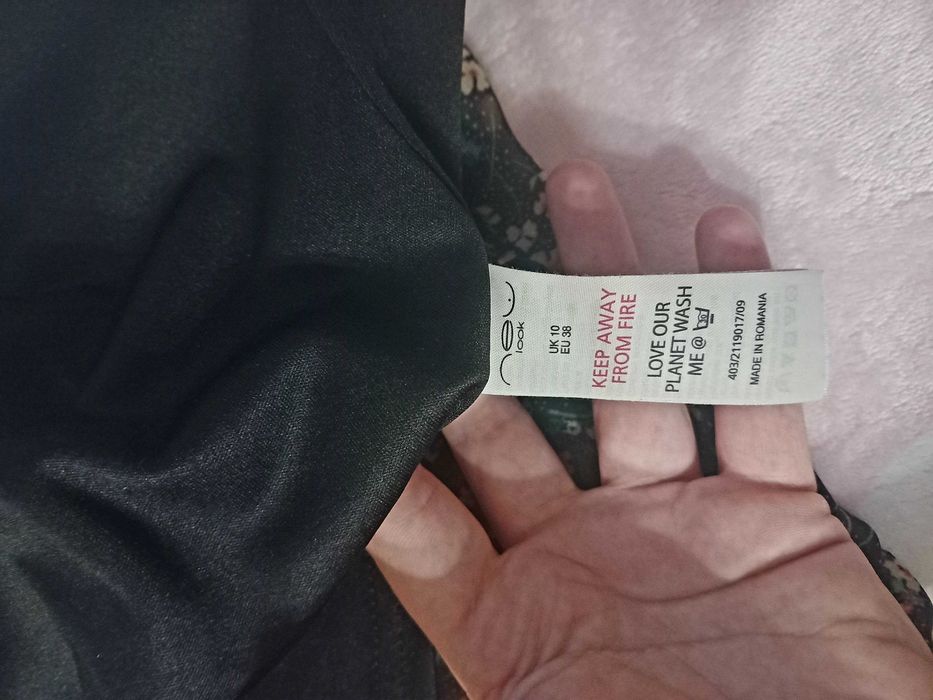 new
look
UK 10
EU 38
KEEP AWAY
FROM FIRE
LOVE OUR
PLANET WASH
ME @ 30
403/2119017/09
MADE IN ROMANIA